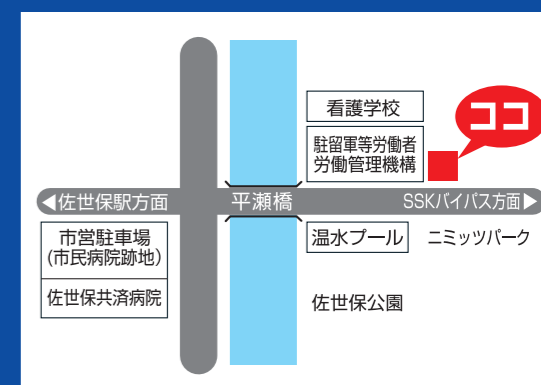 看護学校
ココ
駐留軍等労働者
労働管理機構
◀佐世保駅方面
平瀬橋
SSKバイパス方面▶
市営駐車場
(市民病院跡地)
温水プール
ニミッツパーク
佐世保共済病院
佐世保公園